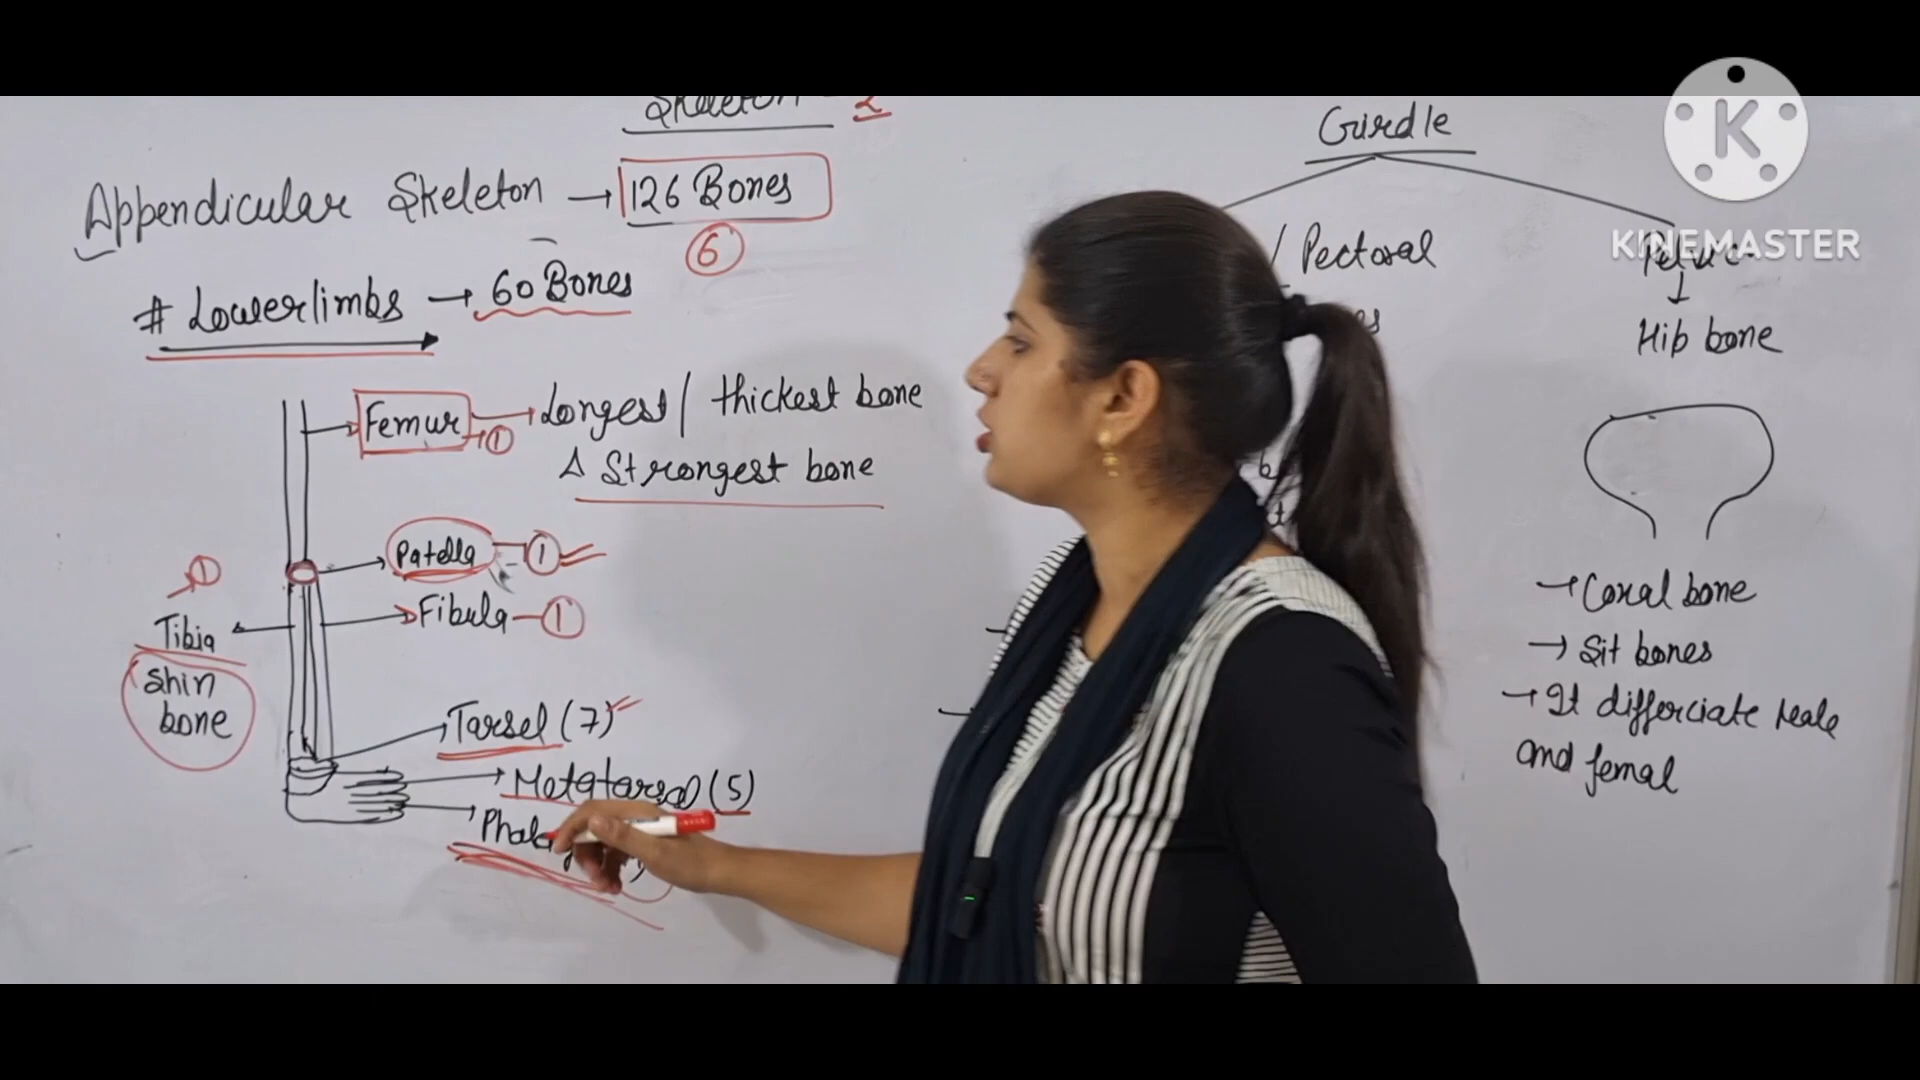 Skeleton - 2
Appendicular Skeleton → 126 Bones
6
# Lowerlimbs → 60 Bones
Femur → 1 → Longest / thickest bone
Δ Strongest bone
Patella - 1
Fibula - 1
1
Tibia
Shin
bone
Tarsel (7)
Metatarsal (5)
Girdle
/ Pectoral
Pelvic
Hip bone
→ Coxal bone
→ Sit bones
→ It differciate Male
and femal
K
KINEMASTER